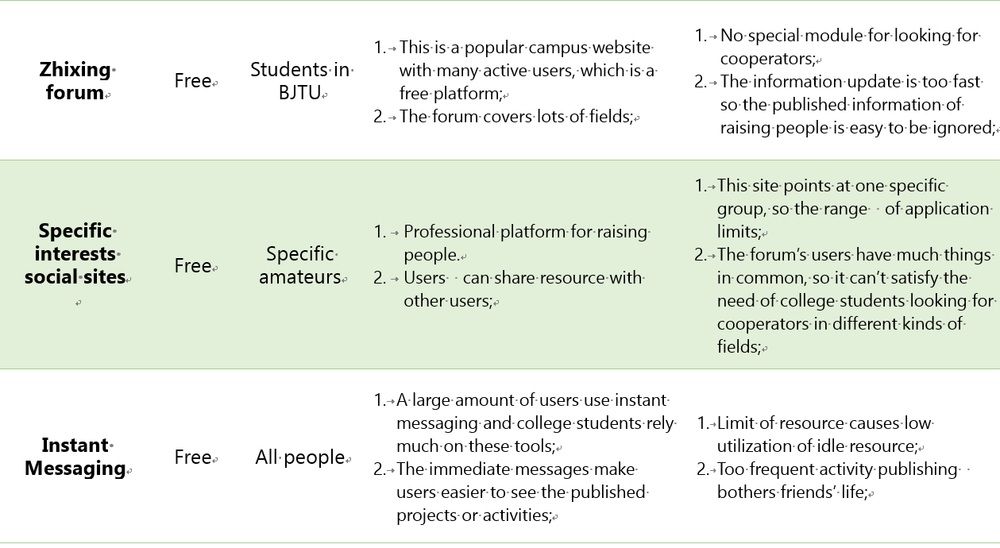 Zhixing
forum
Free
Students in
BJTU
1. This is a popular campus website
with many active users, which is a
free platform;
2. The forum covers lots of fields;
1. No special module for looking for
cooperators;
2. The information update is too fast
so the published information of
raising people is easy to be ignored;
Specific
interests
social sites
Free
Specific
amateurs
1. Professional platform for raising
people.
2. Users can share resource with
other users;
1. This site points at one specific
group, so the range of application
limits;
2. The forum's users have much things
in common, so it can't satisfy the
need of college students looking for
cooperators in different kinds of
fields;
Instant
Messaging
Free
All people
1. A large amount of users use instant
messaging and college students rely
much on these tools;
2. The immediate messages make
users easier to see the published
projects or activities;
1. Limit of resource causes low
utilization of idle resource;
2. Too frequent activity publishing
bothers friends' life;